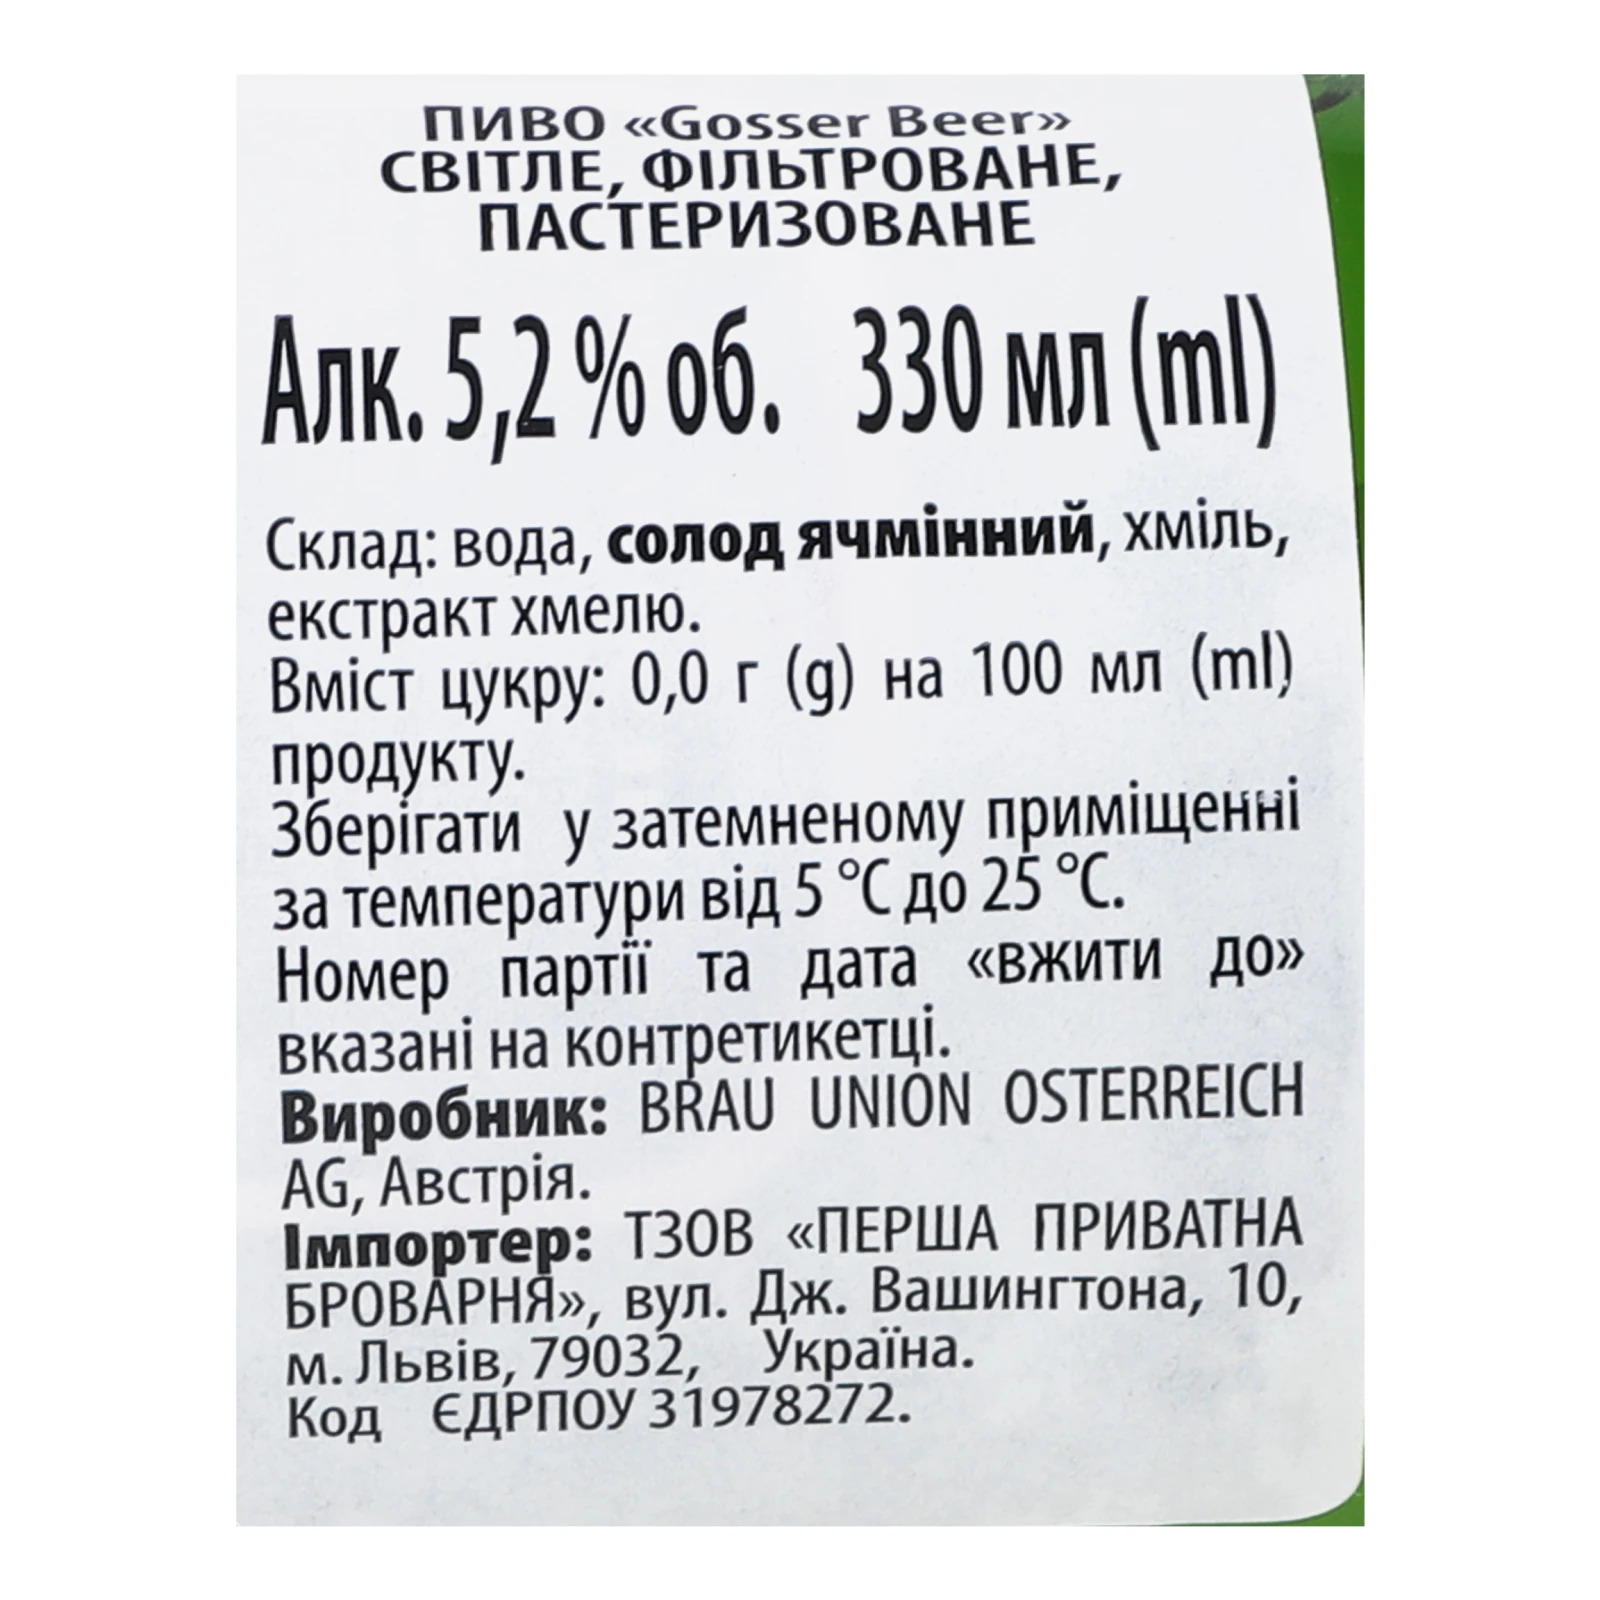 ПИВО «Gosser Beer»
СВІТЛЕ, ФІЛЬТРОВАНЕ,
ПАСТЕРИЗОВАНЕ
Алк. 5,2 % об. 330 мл (ml)
Склад: вода, солод ячмінний, хміль,
екстракт хмелю.
Вміст цукру: 0,0 г (g) на 100 мл (ml)
продукту.
Зберігати у затемненому приміщенні
за температури від 5 °С до 25 °С.
Номер партії та дата «вжити до»
вказані на контретикетці.
Виробник: BRAU UNION OSTERREICH
AG, Австрія.
Імпортер: ТЗОВ «ПЕРША ПРИВАТНА
БРОВАРНЯ», вул. Дж. Вашингтона, 10,
м. Львів, 79032, Україна.
Код ЄДРПОУ 31978272.